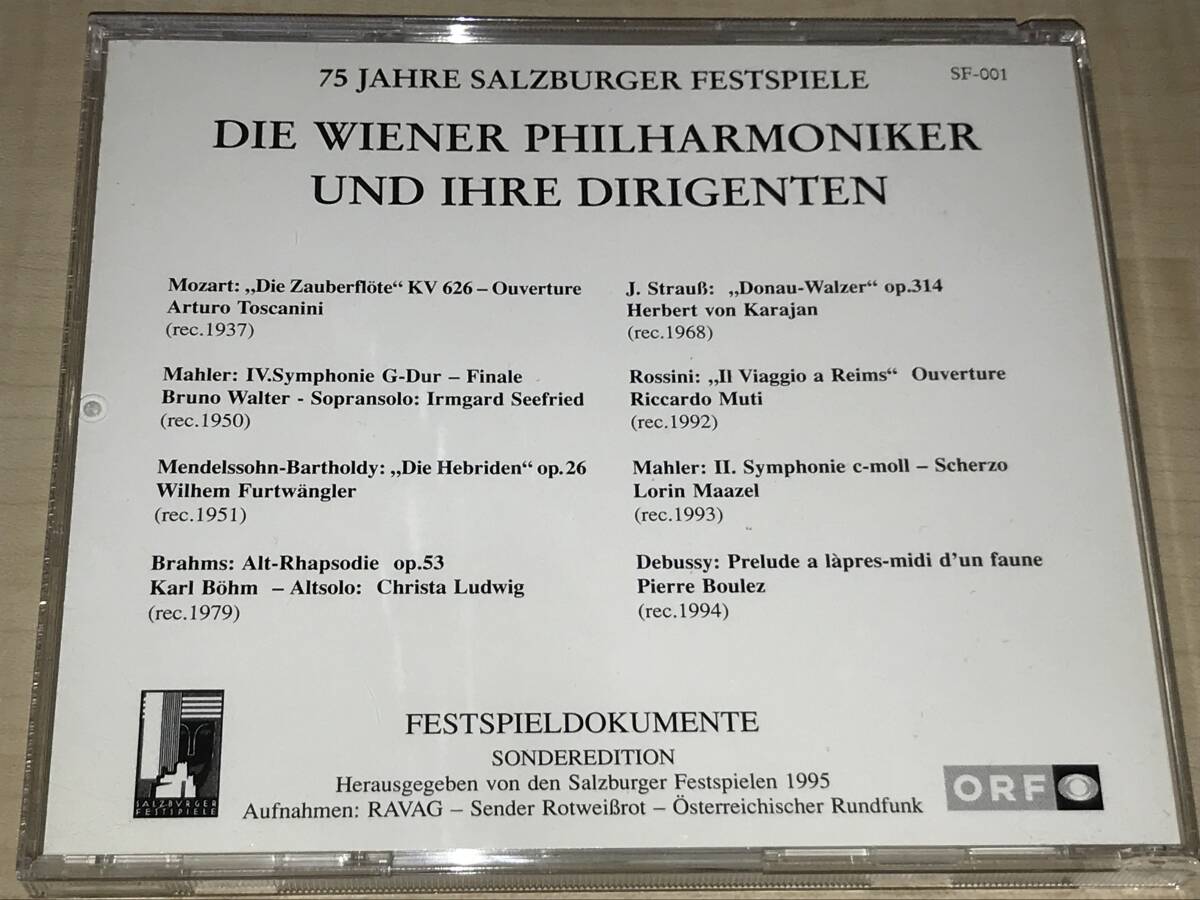 75 JAHRE SALZBURGER FESTSPIELE
SF-001
DIE WIENER PHILHARMONIKER
UND IHRE DIRIGENTEN
Mozart: „Die Zauberflöte“ KV 626 – Ouverture
Arturo Toscanini
(rec.1937)
Mahler: IV.Symphonie G-Dur – Finale
Bruno Walter - Sopransolo: Irmgard Seefried
(rec.1950)
Mendelssohn-Bartholdy: „Die Hebriden“ op.26
Wilhem Furtwängler
(rec.1951)
Brahms: Alt-Rhapsodie op.53
Karl Böhm – Altsolo: Christa Ludwig
(rec.1979)
J. Strauß: „Donau-Walzer“ op.314
Herbert von Karajan
(rec.1968)
Rossini: „Il Viaggio a Reims“ Ouverture
Riccardo Muti
(rec.1992)
Mahler: II. Symphonie c-moll – Scherzo
Lorin Maazel
(rec.1993)
Debussy: Prelude a làpres-midi d'un faune
Pierre Boulez
(rec.1994)
FESTSPIELDOKUMENTE
SONDEREDITION
Herausgegeben von den Salzburger Festspielen 1995
Aufnahmen: RAVAG – Sender Rotweißrot – Österreichischer Rundfunk
SALZBVRGER
FESTSPIELE
ORF